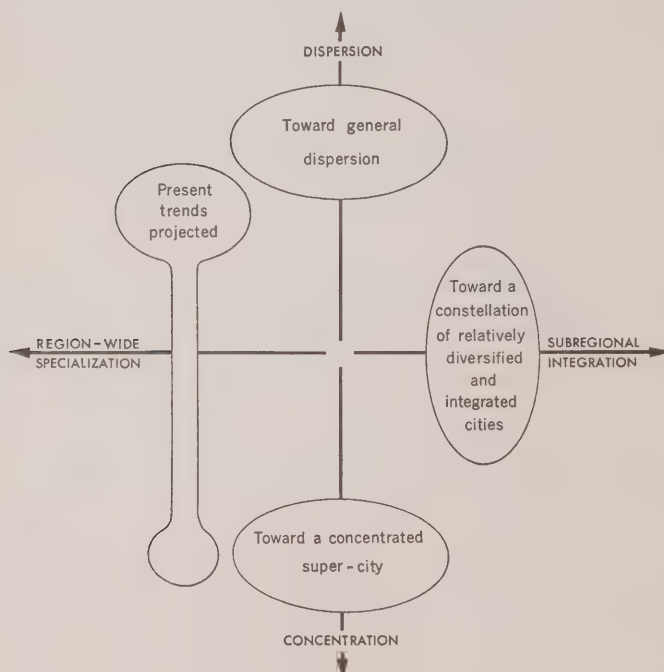 DISPERSION
Toward general
dispersion
Present
trends
projected
Toward a
constellation
of relatively
diversified
and
integrated
cities
REGION-WIDE
SPECIALIZATION
SUBREGIONAL
INTEGRATION
Toward a concentrated
super-city
CONCENTRATION